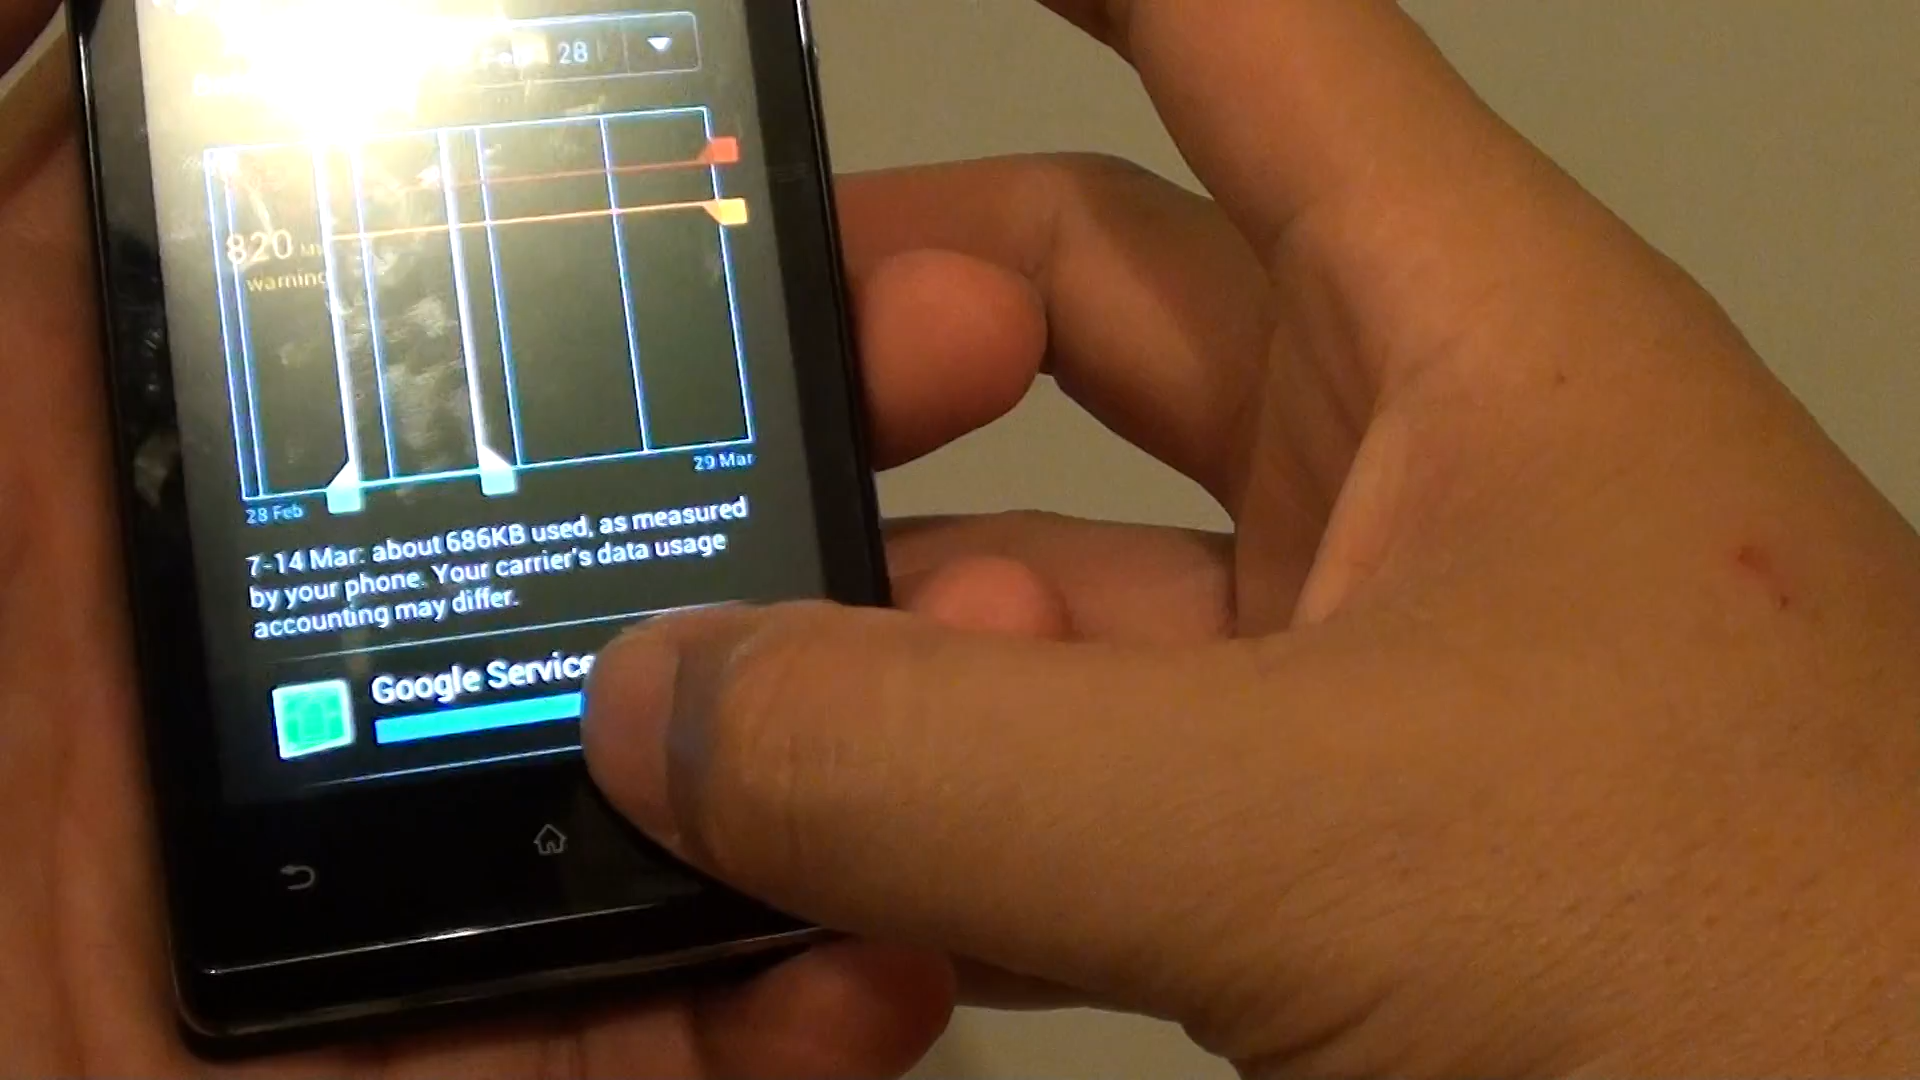 28
820
warning
28 Feb
29 Mar
7-14 Mar: about 686KB used, as measured
by your phone. Your carrier's data usage
accounting may differ.
Google Service